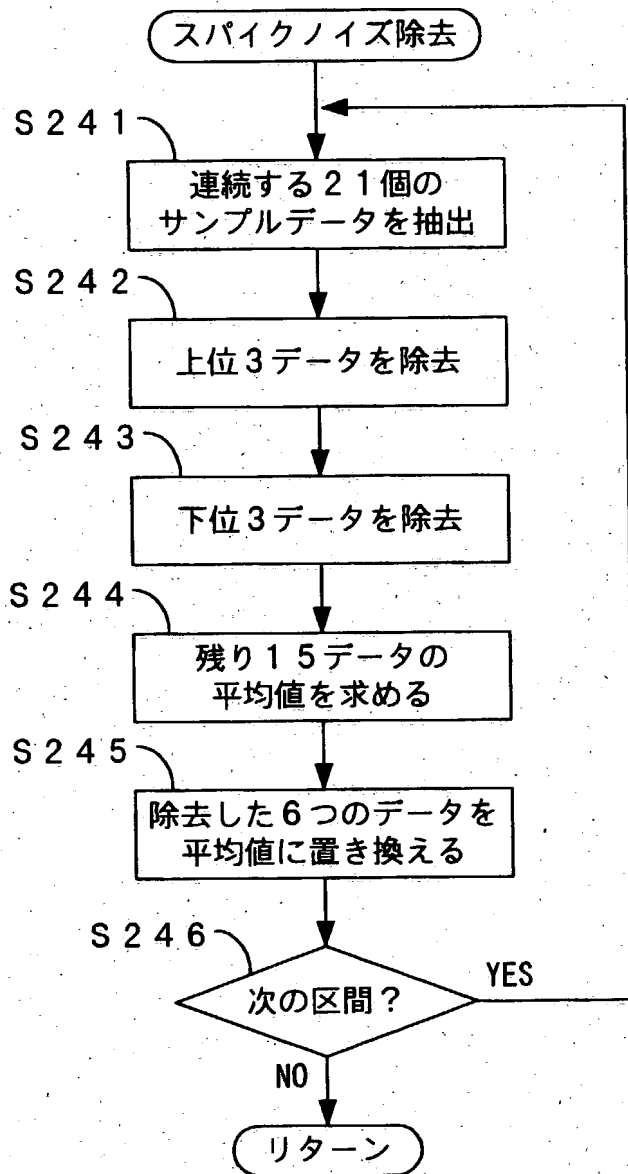 スパイクノイズ除去
S241
連続する21個の
サンプルデータを抽出
S242
上位3データを除去
S243
下位3データを除去
S244
残り15データの
平均値を求める
S245
除去した6つのデータを
平均値に置き換える
S246
次の区間?
YES
NO
リターン